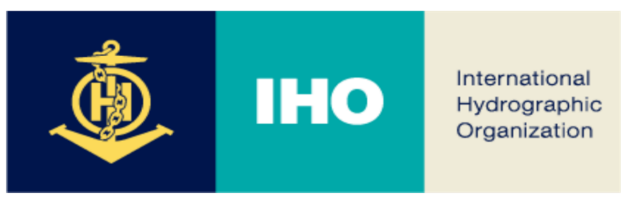 IHO
International
Hydrographic
Organization